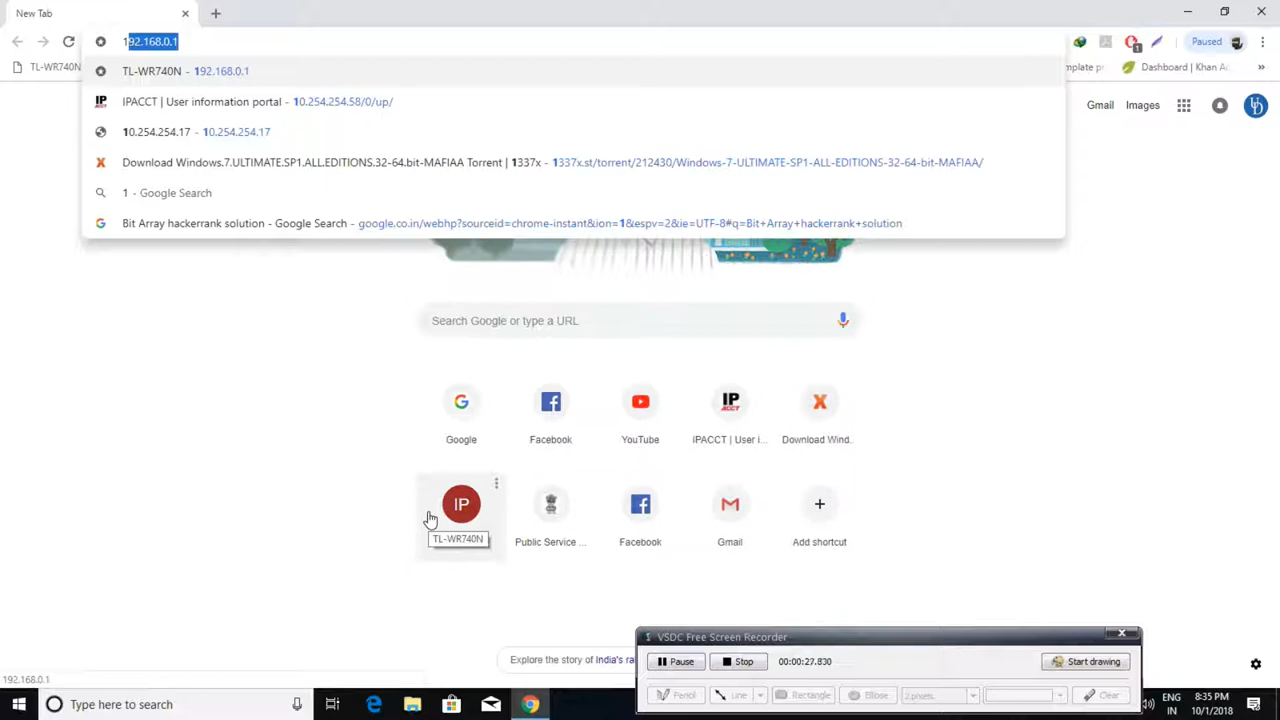 New Tab
192.168.0.1
TL-WR740N
Paused
1
template pr
Dashboard | Khan Ac
»
TL-WR740N - 192.168.0.1
IPACCT | User information portal - 10.254.254.58/0/up/
10.254.254.17 - 10.254.254.17
Download Windows.7.ULTIMATE.SP1.ALL.EDITIONS.32-64.bit-MAFIAA Torrent | 1337x - 1337x.st/torrent/212430/Windows-7-ULTIMATE-SP1-ALL-EDITIONS-32-64-bit-MAFIAA/
1 - Google Search
Bit Array hackerrank solution - Google Search - google.co.in/webhp?sourceid=chrome-instant&ion=1&espv=2&ie=UTF-8#q=Bit+Array+hackerrank+solution
Gmail Images
UD
Search Google or type a URL
IP ACCT
Google Facebook YouTube IPACCT | User i... Download Wind...
IP
TL-WR740N
Public Service ... Facebook Gmail Add shortcut
Explore the story of India's ra
192.168.0.1
VSDC Free Screen Recorder
Pause Stop 00:00:27.830 Start drawing
Pencil Line Rectangle Ellipse 2 pixels Clear
Type here to search
ENG 8:35 PM
IN 10/1/2018